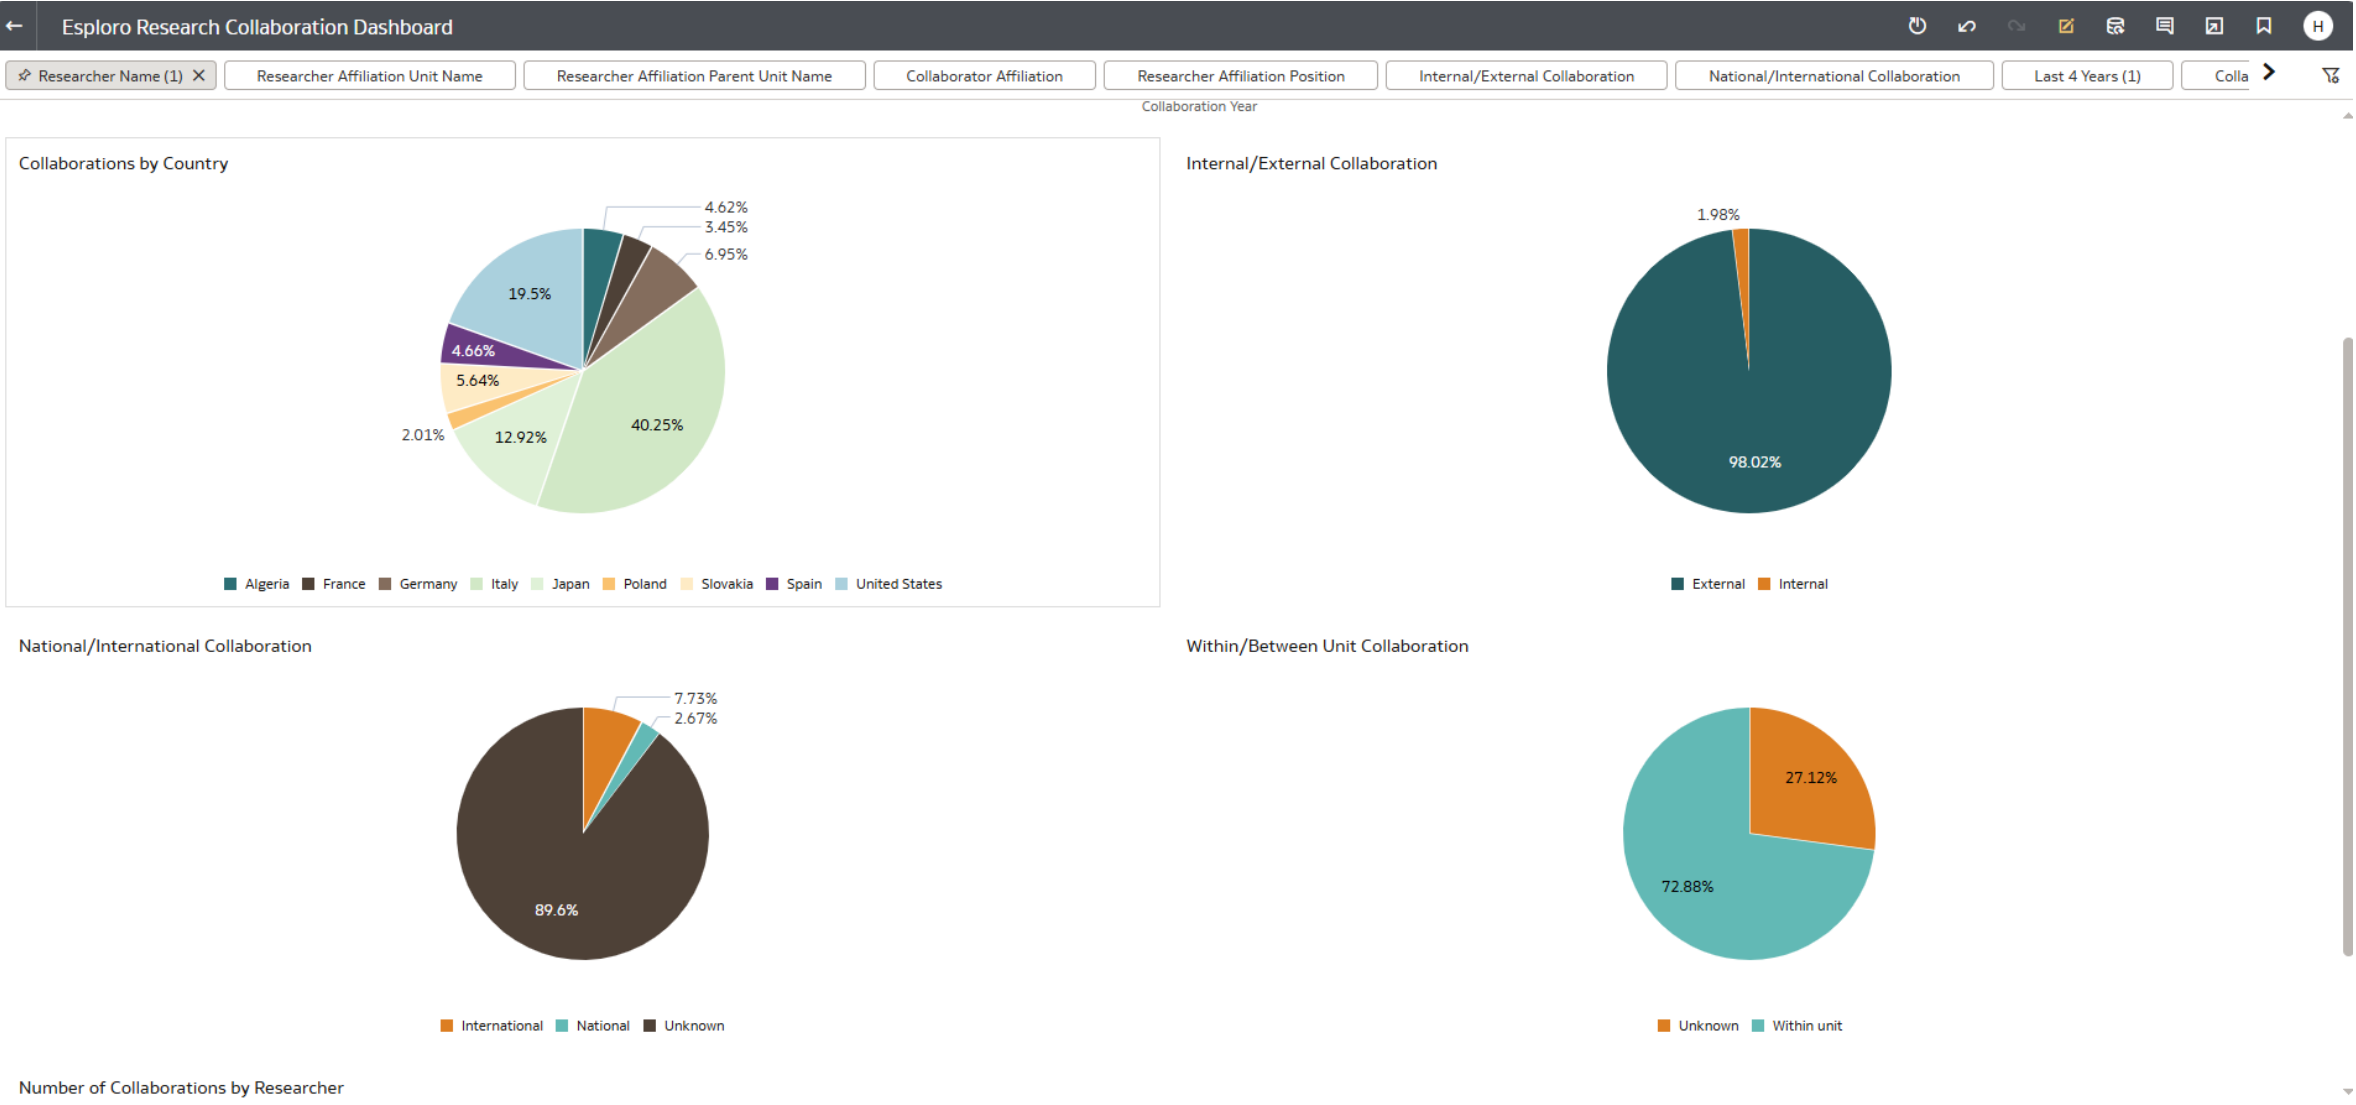 Esploro Research Collaboration Dashboard
H
Researcher Name (1)
Researcher Affiliation Unit Name
Researcher Affiliation Parent Unit Name
Collaborator Affiliation
Researcher Affiliation Position
Internal/External Collaboration
National/International Collaboration
Last 4 Years (1)
Colla
Collaboration Year
Collaborations by Country
4.62%
3.45%
6.95%
19.5%
4.66%
5.64%
2.01%
12.92%
40.25%
Algeria France Germany Italy Japan Poland Slovakia Spain United States
Internal/External Collaboration
1.98%
98.02%
External Internal
National/International Collaboration
7.73%
2.67%
89.6%
International National Unknown
Within/Between Unit Collaboration
27.12%
72.88%
Unknown Within unit
Number of Collaborations by Researcher